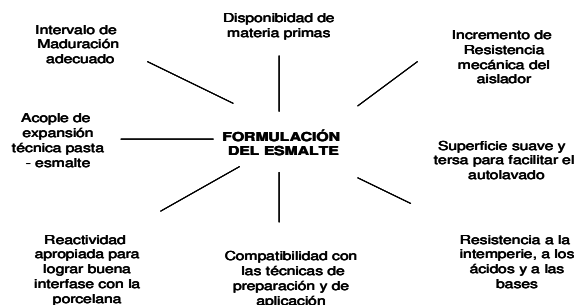 Disponibidad de
materia primas
Intervalo de
Maduración
adecuado
Incremento de
Resistencia
mecánica del
aislador
Acople de
expansión
técnica pasta
- esmalte
FORMULACIÓN
DEL ESMALTE
Superficie suave y
tersa para facilitar el
autolavado
Reactividad
apropiada para
lograr buena
interfase con la
porcelana
Compatibilidad con
las técnicas de
preparación y de
aplicación
Resistencia a la
intemperie, a los
ácidos y a las
bases